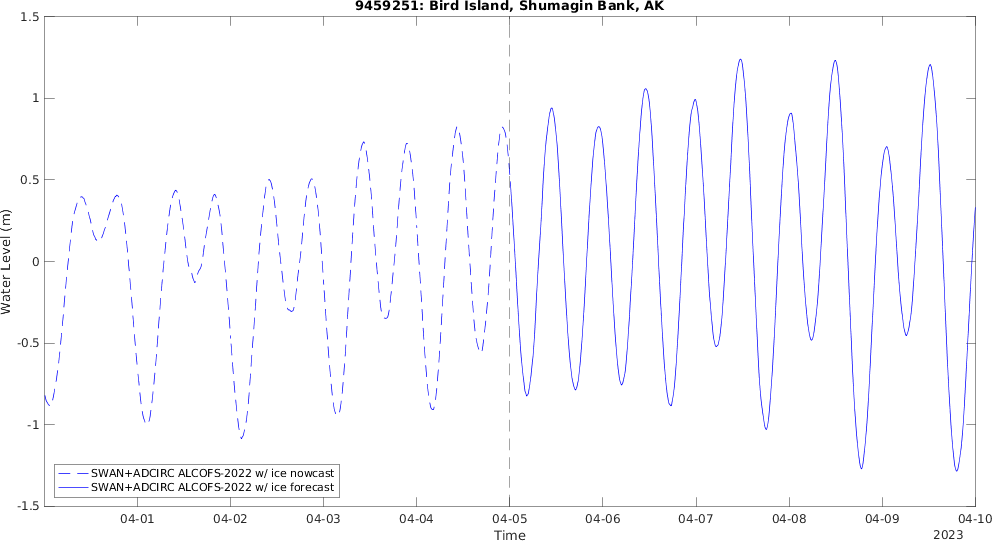 9459251: Bird Island, Shumagin Bank, AK
1.5
1
0.5
0
-0.5
-1
-1.5
Water Level (m)
SWAN+ADCIRC ALCOFS-2022 w/ ice nowcast
SWAN+ADCIRC ALCOFS-2022 w/ ice forecast
04-01 04-02 04-03 04-04 04-05 04-06 04-07 04-08 04-09 04-10
Time
2023